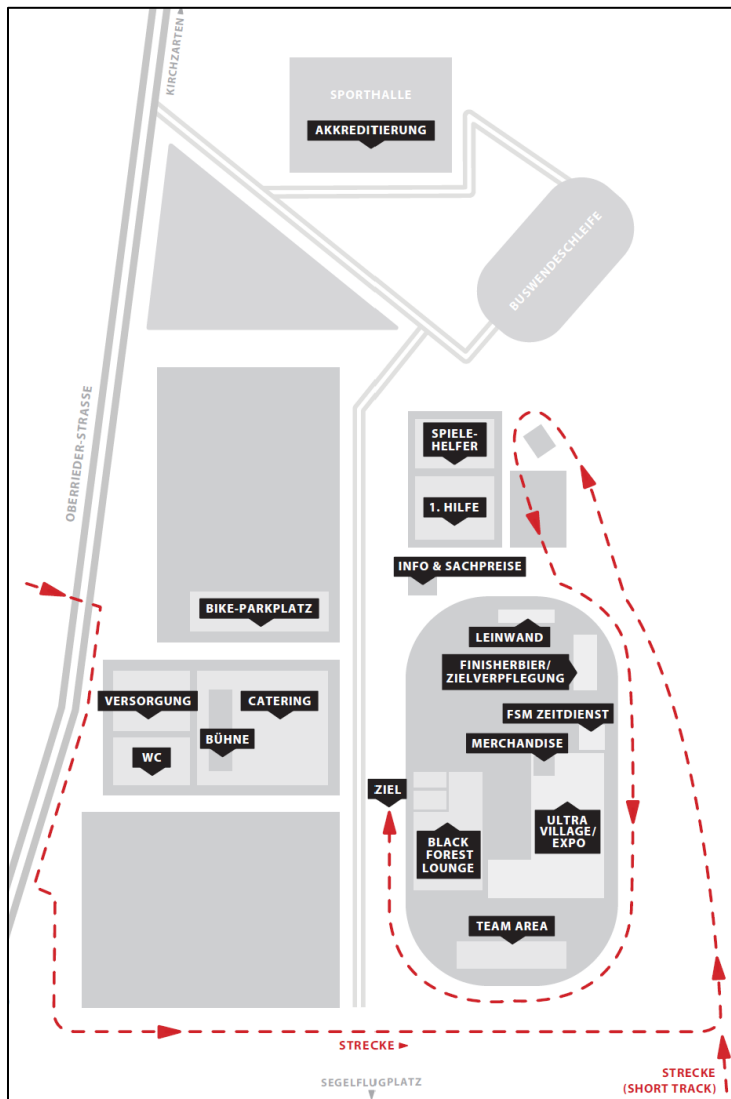 KIRCHZARTEN
SPORTHALLE
AKKREDITIERUNG
BUSWENDESCHLEIFE
OBERRIEDER-STRASSE
SPIELE-
HELFER
1. HILFE
INFO & SACHPREISE
BIKE-PARKPLATZ
LEINWAND
FINISHERBIER/
ZIELVERPFLEGUNG
VERSORGUNG
CATERING
FSM ZEITDIENST
BÜHNE
MERCHANDISE
WC
ZIEL
ULTRA
VILLAGE/
EXPO
BLACK
FOREST
LOUNGE
TEAM AREA
STRECKE
STRECKE
(SHORT TRACK)
SEGELFLUGPLATZ